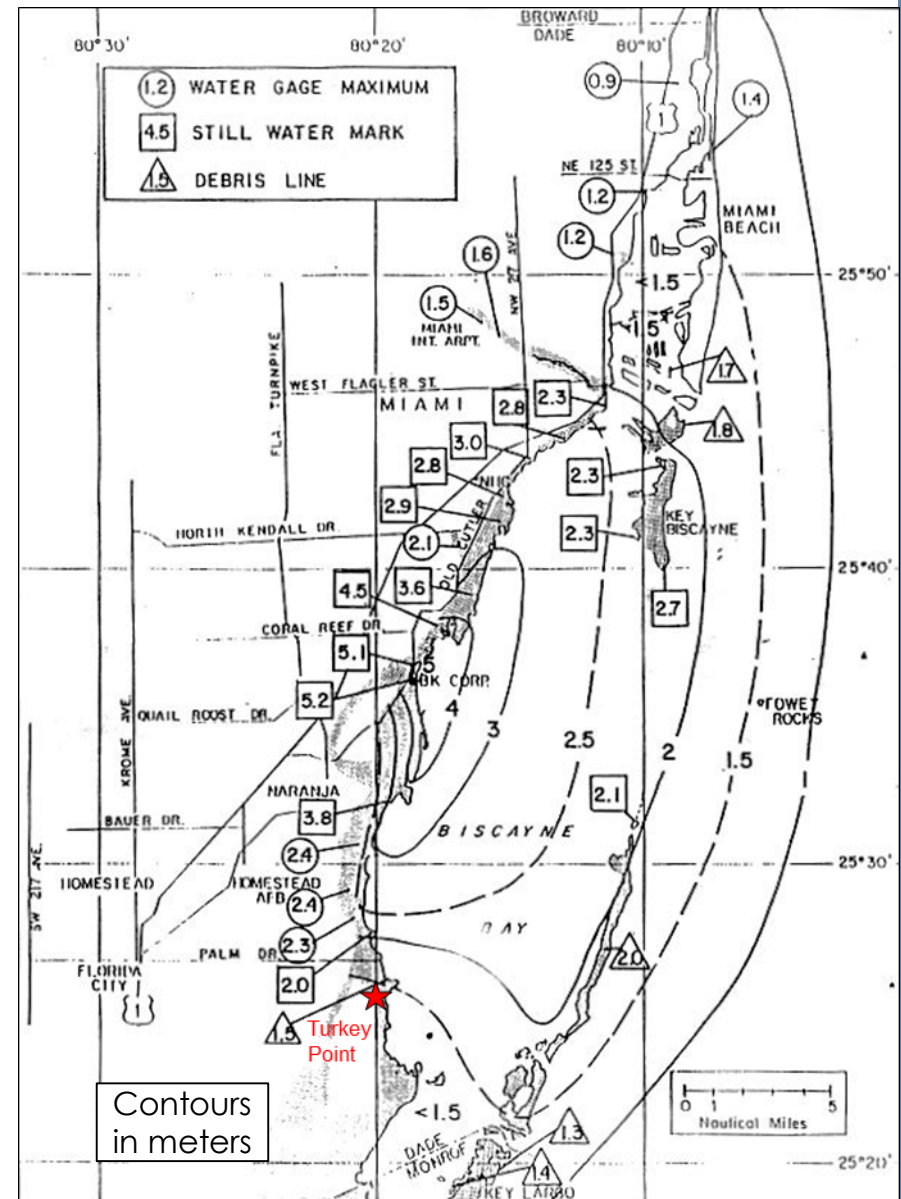 BROWARD
DADE
80°30'
80°20'
80°10'
1.2 WATER GAGE MAXIMUM
4.5 STILL WATER MARK
1.5 DEBRIS LINE
0.9
1
1.4
NE 125 ST.
1.2
MIAMI
BEACH
1.2
1.6
NW 27 AVE
25°50'
<1.5
1.5
1.5
MIAMI
INT. ARPT.
FLA TURNPIKE
1.7
WEST FLAGLER ST.
MIAMI
2.8
2.3
1.8
3.0
2.8
NHC
2.3
2.9
KEY
BISCAYNE
NORTH KENDALL DR.
2.1
OLD CUTLER
2.3
25°40'
4.5
3.6
2.7
CORAL REEF DR.
5.1
5
BK CORP.
5.2
4
3
2.5
2
1.5
FOWEY
ROCKS
QUAIL ROOST DR.
KROME AVE.
NARANJA
2.1
3.8
BISCAYNE
BAUER DR.
2.4
25°30'
SW 217 AVE.
HOMESTEAD
HOMESTEAD
AFB
2.4
BAY
2.3
PALM DR.
2.0
FLORIDA
CITY
2.0
1
1.5
Turkey
Point
Contours
in meters
<1.5
0 5
Nautical Miles
1.3
DADE
MONROE
1.4
25°20'
KEY LARGO